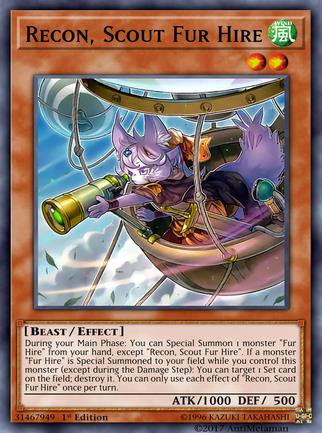 RECON, SCOUT FUR HIRE
WIND
風
[BEAST / EFFECT]
During your Main Phase: You can Special Summon 1 monster "Fur
Hire" from your hand, except "Recon, Scout Fur Hire". If a monster
"Fur Hire" is Special Summoned to your field while you control this
monster (except during the Damage Step): You can target 1 Set
card on the field; destroy it. You can only use each effect of "Recon,
Scout Fur Hire" once per turn.
ATK/1000 DEF/ 500
31467949 1st Edition ©1996 KAZUKI TAKAHASHI
©2017 AntiMetaman